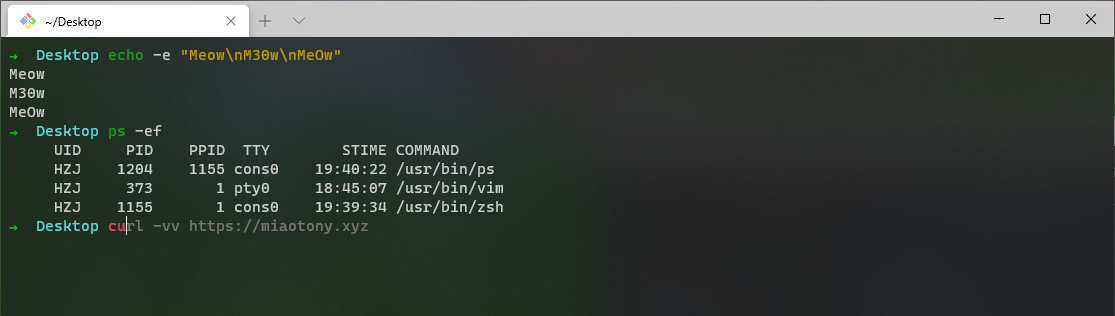 ~/Desktop
→ Desktop echo -e "Meow\nM30w\nMeOw"
Meow
M30w
MeOw
→ Desktop ps -ef
UID PID PPID TTY STIME COMMAND
HZJ 1204 1155 cons0 19:40:22 /usr/bin/ps
HZJ 373 1 pty0 18:45:07 /usr/bin/vim
HZJ 1155 1 cons0 19:39:34 /usr/bin/zsh
→ Desktop curl -vv https://miaotony.xyz